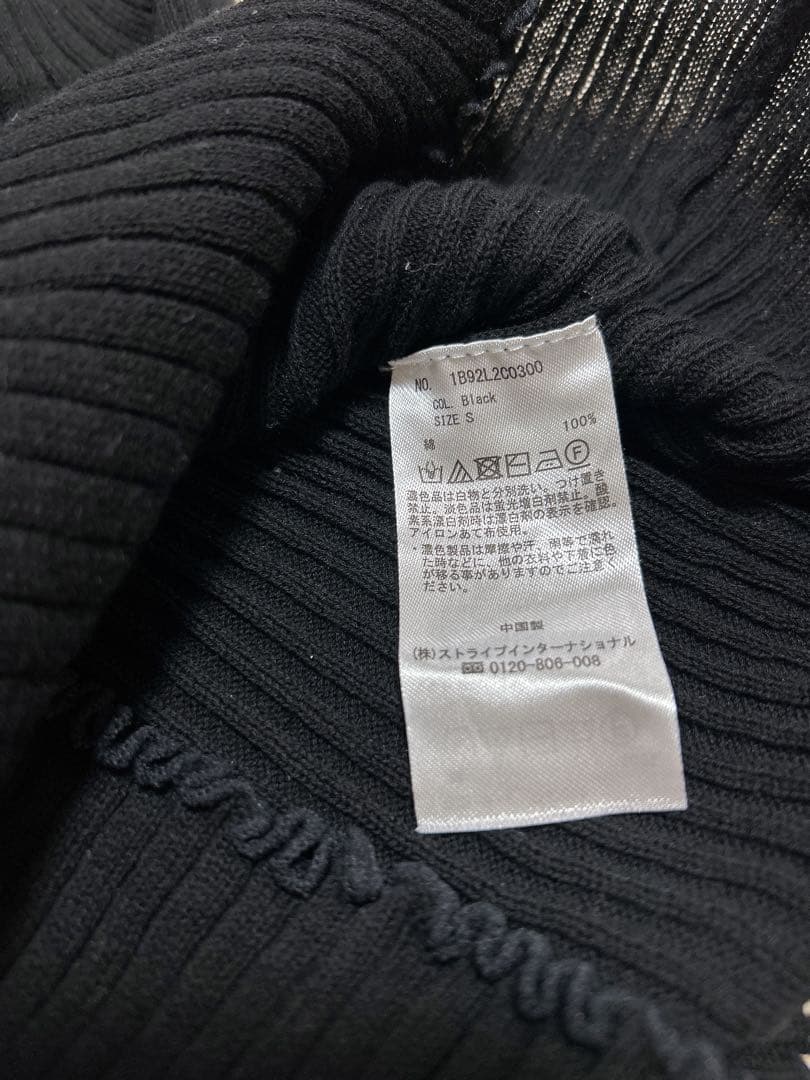 NO. 1B92L2C0300
COL. Black
SIZE S
綿 100%
濃色品は白物と分別洗い、つけ置き
禁止。淡色品は蛍光増白剤禁止。酸
素系漂白剤時は漂白剤の表示を確認。
アイロンあて布使用。
・濃色製品は摩擦や汗、雨等で濡れ
た時などに、他の衣料や下着に色
が移る事がありますのでご注意く
ださい。
中国製
(株)ストライプインターナショナル
0120-806-008